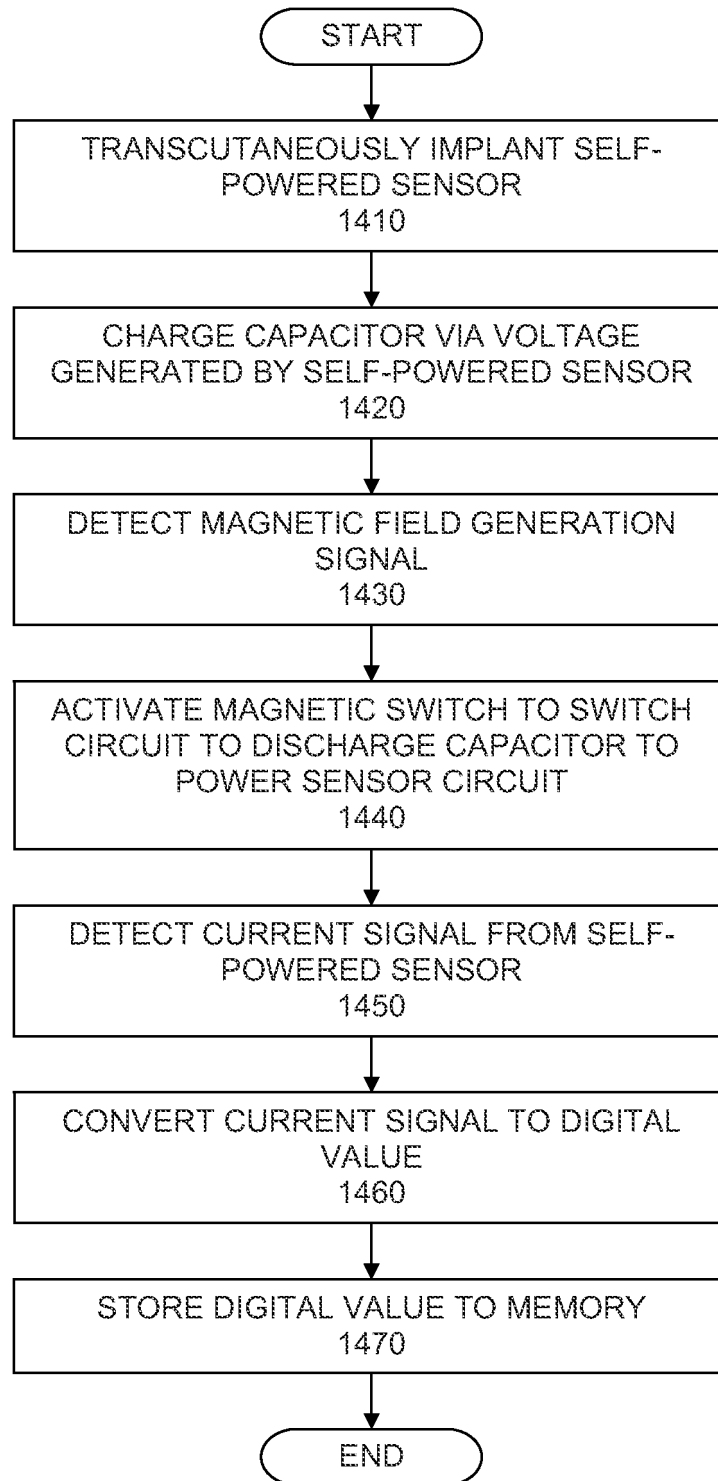 START
TRANSCUTANEOUSLY IMPLANT SELF-
POWERED SENSOR
1410
CHARGE CAPACITOR VIA VOLTAGE
GENERATED BY SELF-POWERED SENSOR
1420
DETECT MAGNETIC FIELD GENERATION
SIGNAL
1430
ACTIVATE MAGNETIC SWITCH TO SWITCH
CIRCUIT TO DISCHARGE CAPACITOR TO
POWER SENSOR CIRCUIT
1440
DETECT CURRENT SIGNAL FROM SELF-
POWERED SENSOR
1450
CONVERT CURRENT SIGNAL TO DIGITAL
VALUE
1460
STORE DIGITAL VALUE TO MEMORY
1470
END